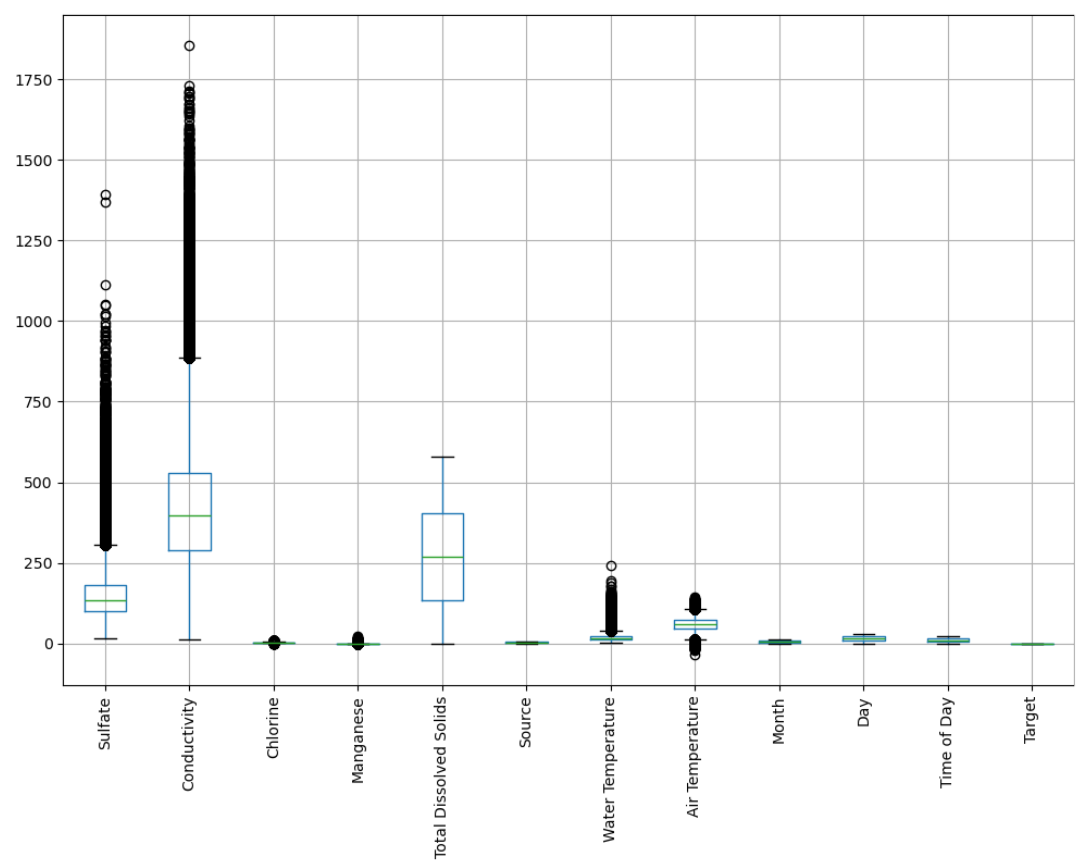 1750
1500
1250
1000
750
500
250
0
Sulfate
Conductivity
Chlorine
Manganese
Total Dissolved Solids
Source
Water Temperature
Air Temperature
Month
Day
Time of Day
Target